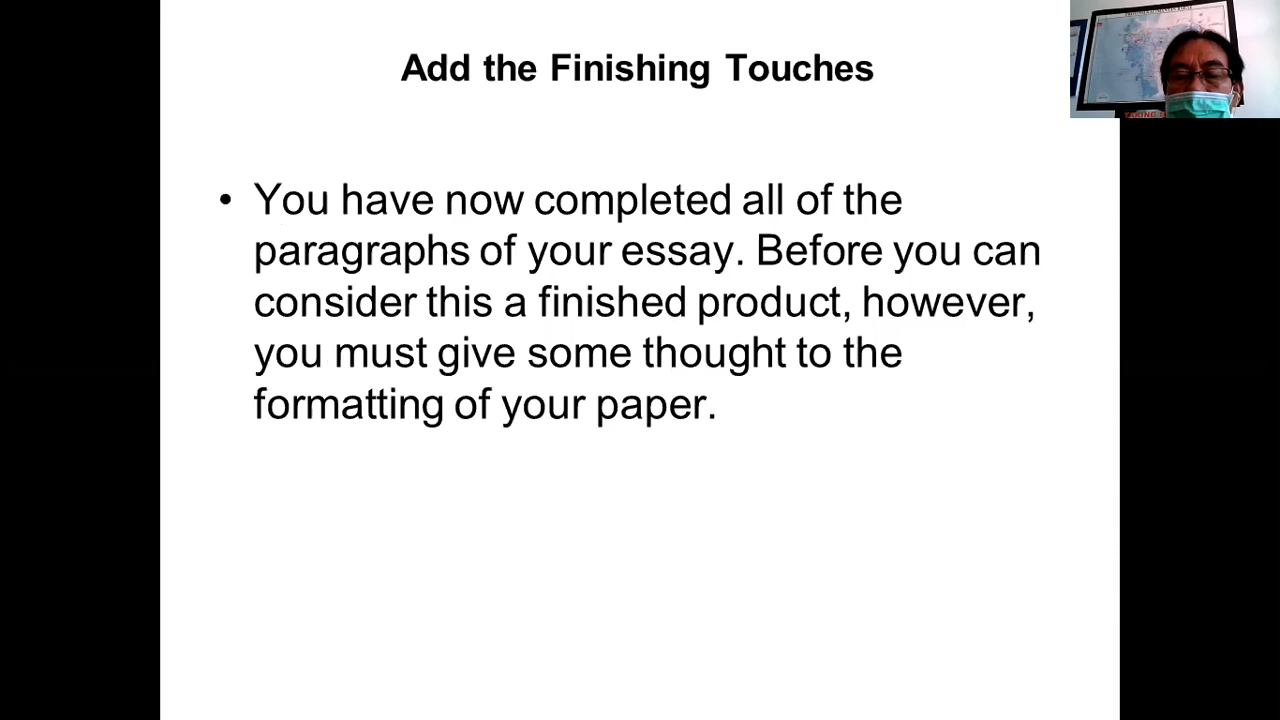 Add the Finishing Touches
• You have now completed all of the
paragraphs of your essay. Before you can
consider this a finished product, however,
you must give some thought to the
formatting of your paper.